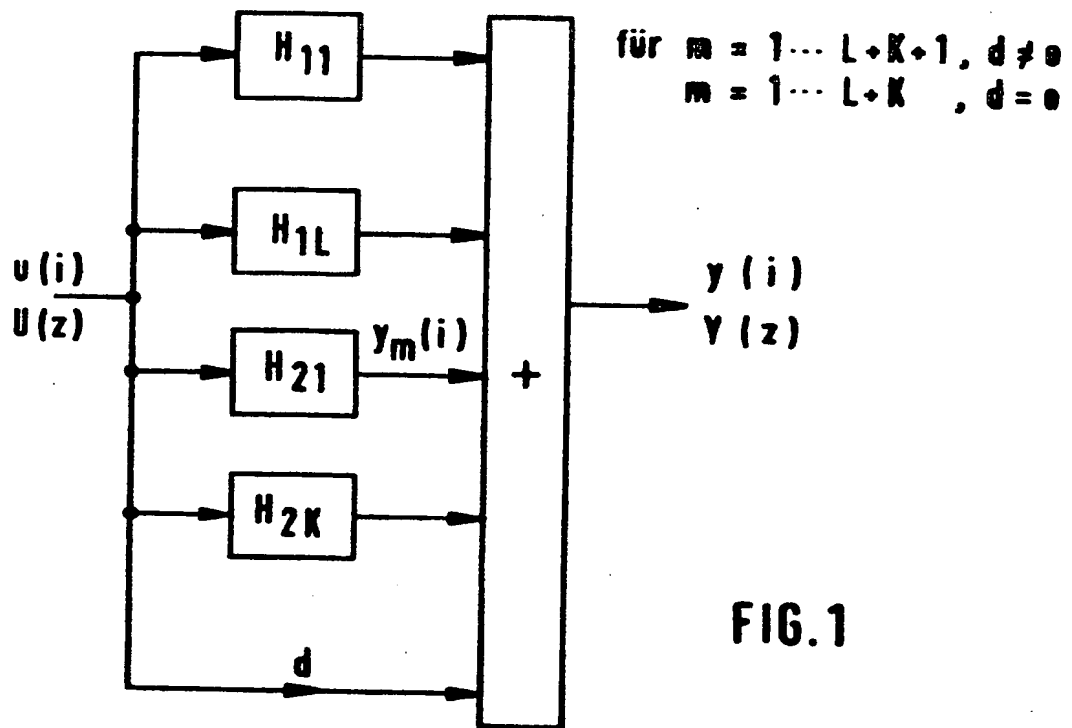 H11
für m = 1··· L+K+1, d ≠ 0
m = 1··· L+K , d = 0
H1L
u(i)
U(z)
y(i)
Y(z)
ym(i)
H21
+
H2K
d
FIG.1